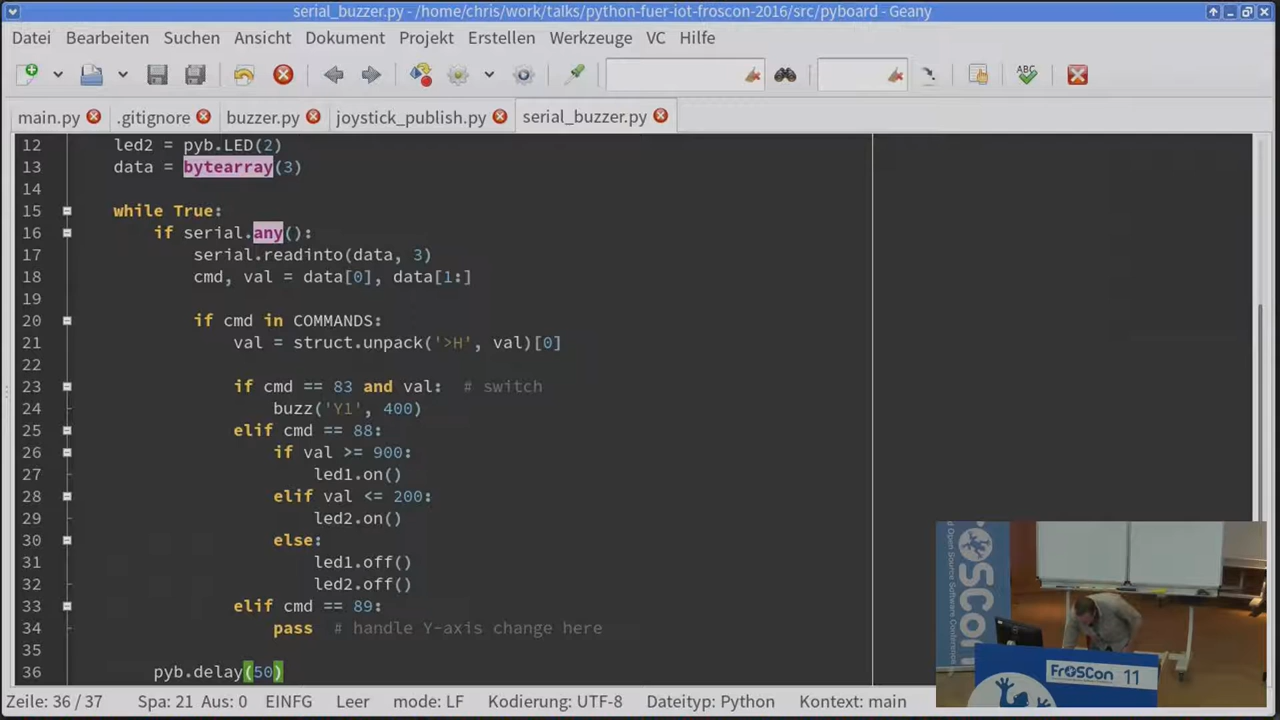 serial_buzzer.py - /home/chris/work/talks/python-fuer-iot-froscon-2016/src/pyboard - Geany
Datei Bearbeiten Suchen Ansicht Dokument Projekt Erstellen Werkzeuge VC Hilfe
ABC
main.py .gitignore buzzer.py joystick_publish.py serial_buzzer.py
12 led2 = pyb.LED(2)
13 data = bytearray(3)
14
15 while True:
16 if serial.any():
17 serial.readinto(data, 3)
18 cmd, val = data[0], data[1:]
19
20 if cmd in COMMANDS:
21 val = struct.unpack('>H', val)[0]
22
23 if cmd == 83 and val: # switch
24 buzz('Y1', 400)
25 elif cmd == 88:
26 if val >= 900:
27 led1.on()
28 elif val <= 200:
29 led2.on()
30 else:
31 led1.off()
32 led2.off()
33 elif cmd == 89:
34 pass # handle Y-axis change here
35
36 pyb.delay(50)
Zeile: 36 / 37 Spa: 21 Aus: 0 EINFG Leer mode: LF Kodierung: UTF-8 Dateityp: Python Kontext: main
FrOSCon 11